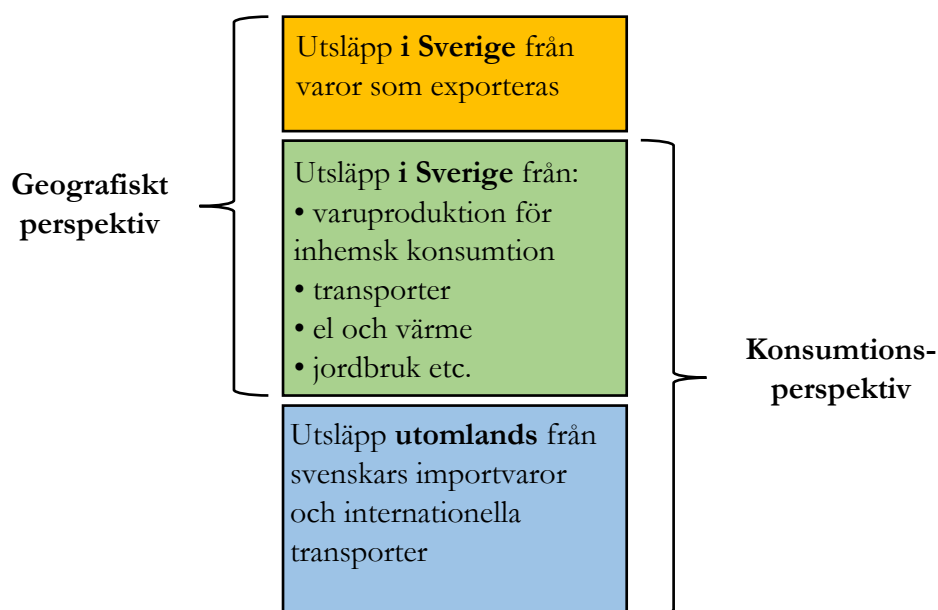 Utsläpp i Sverige från
varor som exporteras
Geografiskt
perspektiv
Utsläpp i Sverige från:
• varuproduktion för
inhemsk konsumtion
• transporter
• el och värme
• jordbruk etc.
Konsumtions-
perspektiv
Utsläpp utomlands från
svenskars importvaror
och internationella
transporter